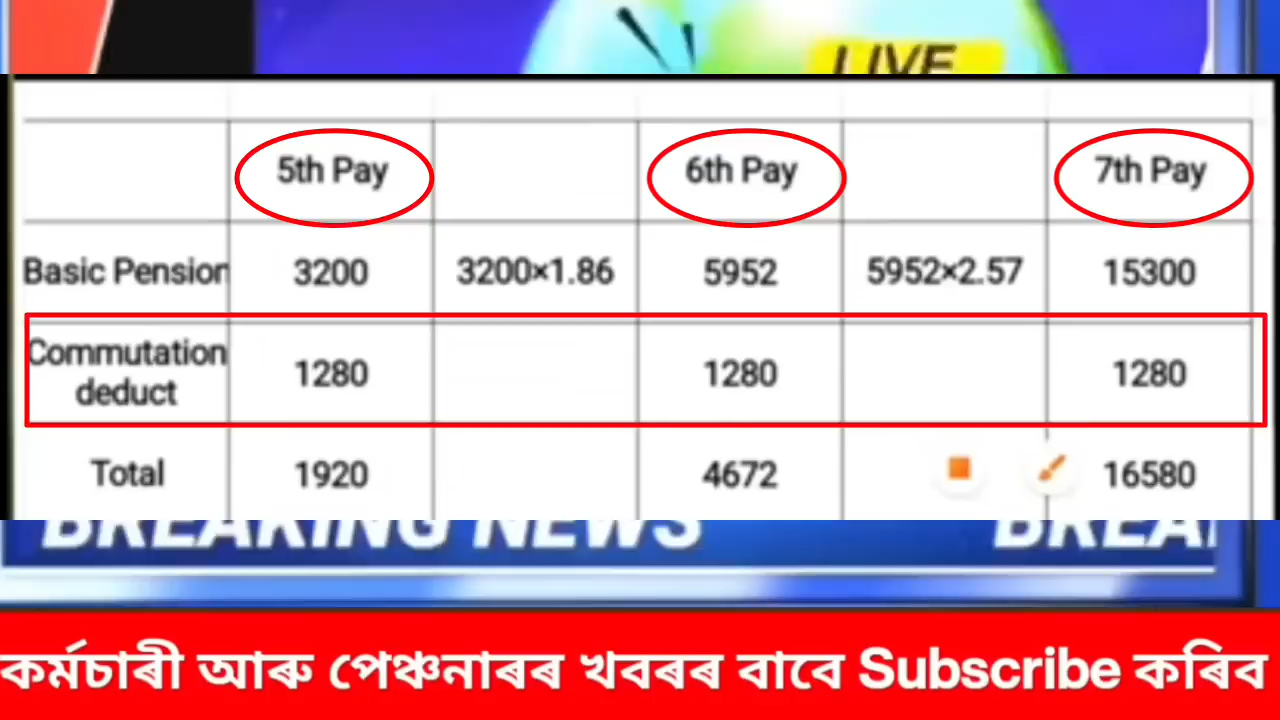 LIVE
5th Pay 6th Pay 7th Pay
Basic Pension 3200 3200×1.86 5952 5952×2.57 15300
Commutation deduct 1280 1280 1280
Total 1920 4672 16580
BREAKING NEWS
কৰ্মচাৰী আৰু পেঞ্চনাৰৰ খবৰৰ বাবে Subscribe কৰিব